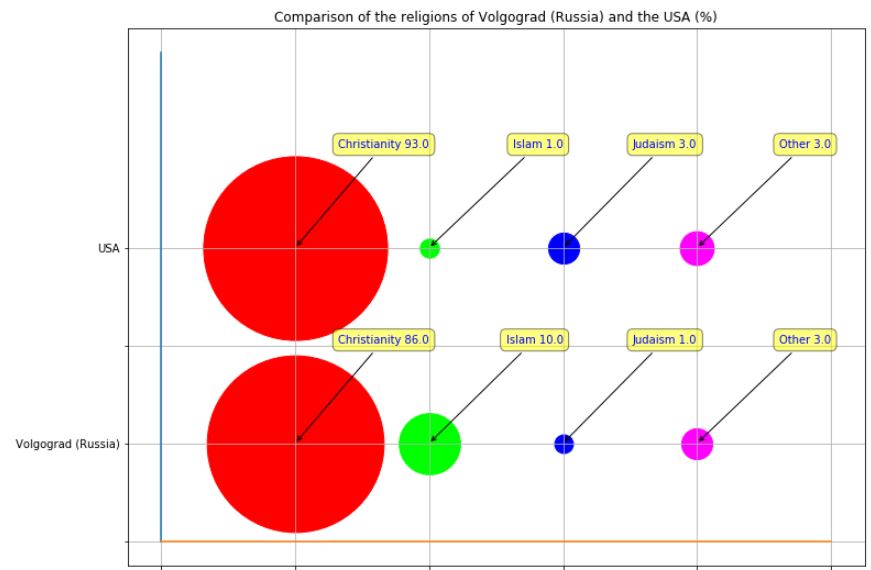 Comparison of the religions of Volgograd (Russia) and the USA (%)
Christianity 93.0
Islam 1.0
Judaism 3.0
Other 3.0
USA
Christianity 86.0
Islam 10.0
Judaism 1.0
Other 3.0
Volgograd (Russia)